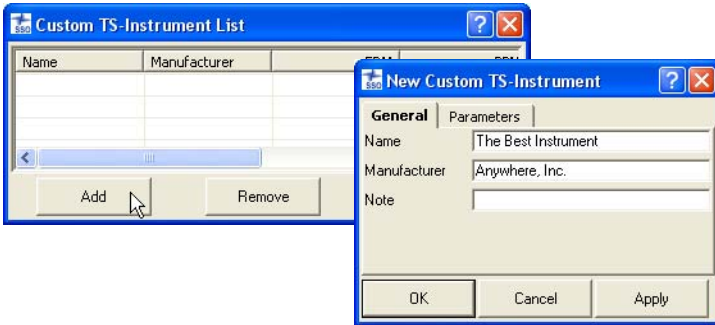 Custom TS-Instrument List
Name Manufacturer
Add Remove
New Custom TS-Instrument
General Parameters
Name The Best Instrument
Manufacturer Anywhere, Inc.
Note
OK Cancel Apply